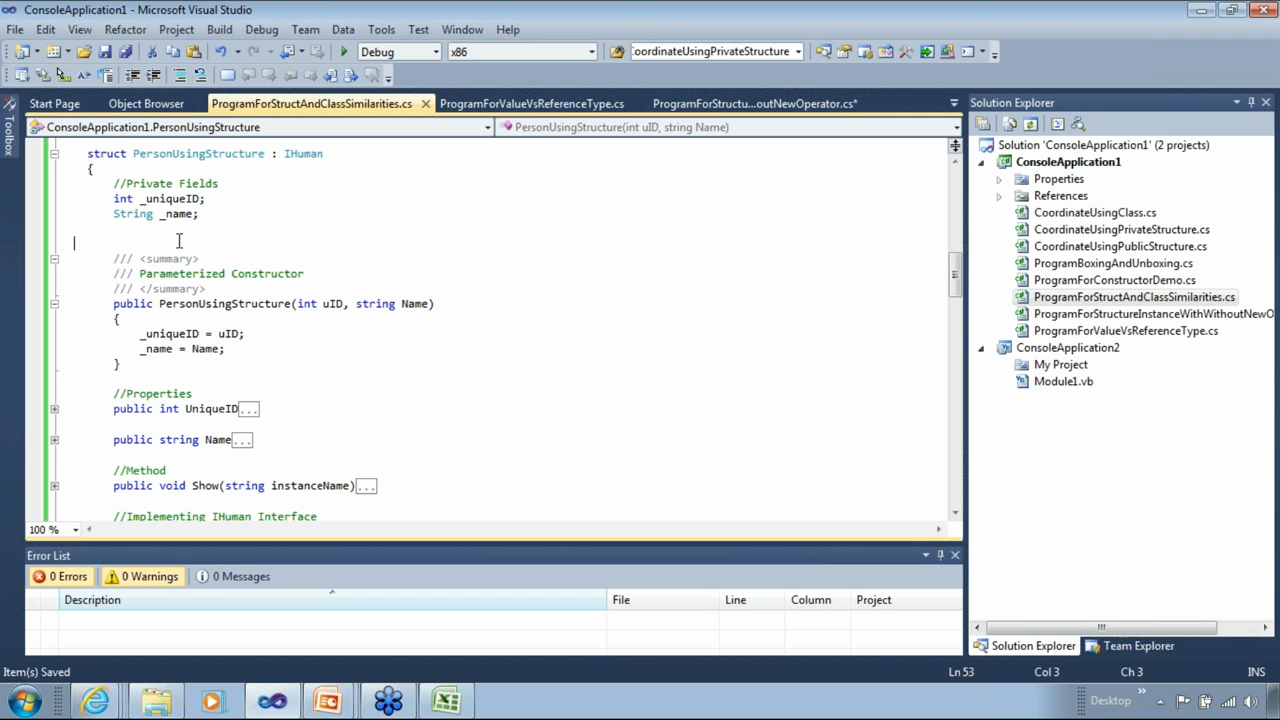 ConsoleApplication1 - Microsoft Visual Studio
File Edit View Refactor Project Build Debug Team Data Tools Test Window Help
Debug x86 :oordinateUsingPrivateStructure
Start Page Object Browser ProgramForStructAndClassSimilarities.cs ProgramForValueVsReferenceType.cs ProgramForStructu...outNewOperator.cs*
ConsoleApplication1.PersonUsingStructure PersonUsingStructure(int uID, string Name)
Toolbox
struct PersonUsingStructure : IHuman
{
//Private Fields
int _uniqueID;
String _name;
/// <summary>
/// Parameterized Constructor
/// </summary>
public PersonUsingStructure(int uID, string Name)
{
_uniqueID = uID;
_name = Name;
}
//Properties
public int UniqueID...
public string Name...
//Method
public void Show(string instanceName)...
//Implementing IHuman Interface
100 %
Solution Explorer
Solution 'ConsoleApplication1' (2 projects)
ConsoleApplication1
Properties
References
CoordinateUsingClass.cs
CoordinateUsingPrivateStructure.cs
CoordinateUsingPublicStructure.cs
ProgramBoxingAndUnboxing.cs
ProgramForConstructorDemo.cs
ProgramForStructAndClassSimilarities.cs
ProgramForStructureInstanceWithWithoutNewO
ProgramForValueVsReferenceType.cs
ConsoleApplication2
My Project
Module1.vb
Solution Explorer Team Explorer
Error List
0 Errors 0 Warnings 0 Messages
Description File Line Column Project
Item(s) Saved Ln 53 Col 3 Ch 3 INS
Desktop